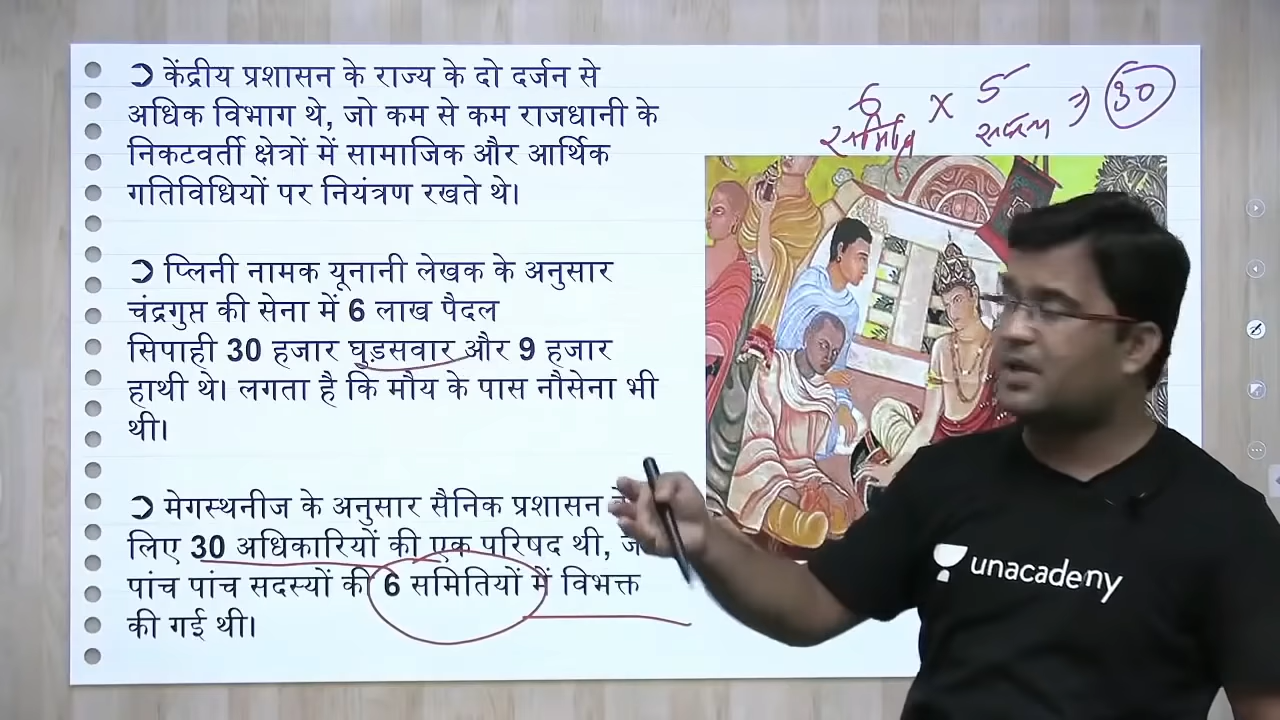 ➲ केंद्रीय प्रशासन के राज्य के दो दर्जन से
अधिक विभाग थे, जो कम से कम राजधानी के
निकटवर्ती क्षेत्रों में सामाजिक और आर्थिक
गतिविधियों पर नियंत्रण रखते थे।
➲ प्लिनी नामक यूनानी लेखक के अनुसार
चंद्रगुप्त की सेना में 6 लाख पैदल
सिपाही 30 हजार घुड़सवार और 9 हजार
हाथी थे। लगता है कि मौय के पास नौसेना भी
थी।
➲ मेगस्थनीज के अनुसार सैनिक प्रशासन
लिए 30 अधिकारियों की एक परिषद थी,
पांच पांच सदस्यों की 6 समितियों में विभक्त
की गई थी।
6 x 5 ⇒ 30
समिति सदस्य
unacademy